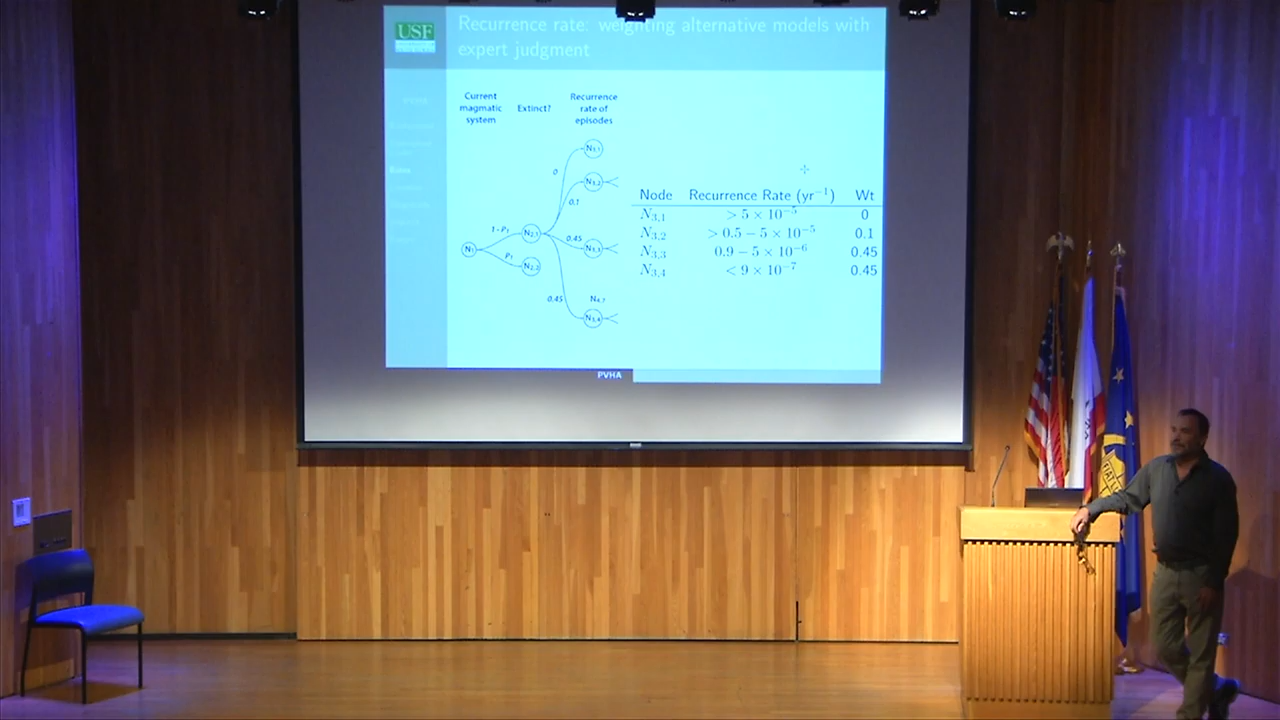 USF
Recurrence rate: weighting alternative models with
expert judgment
PVHA
Current
magmatic
system
Extinct?
Recurrence
rate of
episodes
N₃,₁
0
N₃,₂
0.1
1-P₁
N₂,₁
0.45
N₃,₃
N₁
P₁
N₂,₂
0.45
N₄,₇
N₃,₄
Node Recurrence Rate (yr⁻¹) Wt
N₃,₁ > 5 × 10⁻⁵ 0
N₃,₂ > 0.5 − 5 × 10⁻⁵ 0.1
N₃,₃ 0.9 − 5 × 10⁻⁶ 0.45
N₃,₄ < 9 × 10⁻⁷ 0.45
PVHA